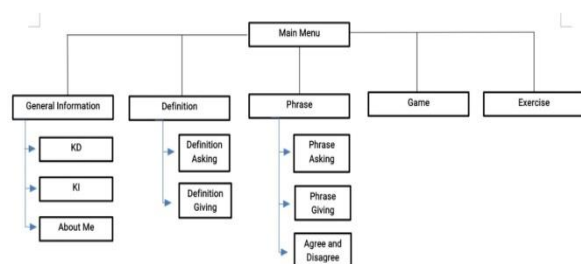 Main Menu
General Information
Definition
Phrase
Game
Exercise
KD
KI
About Me
Definition
Asking
Definition
Giving
Phrase
Asking
Phrase
Giving
Agree and
Disagree